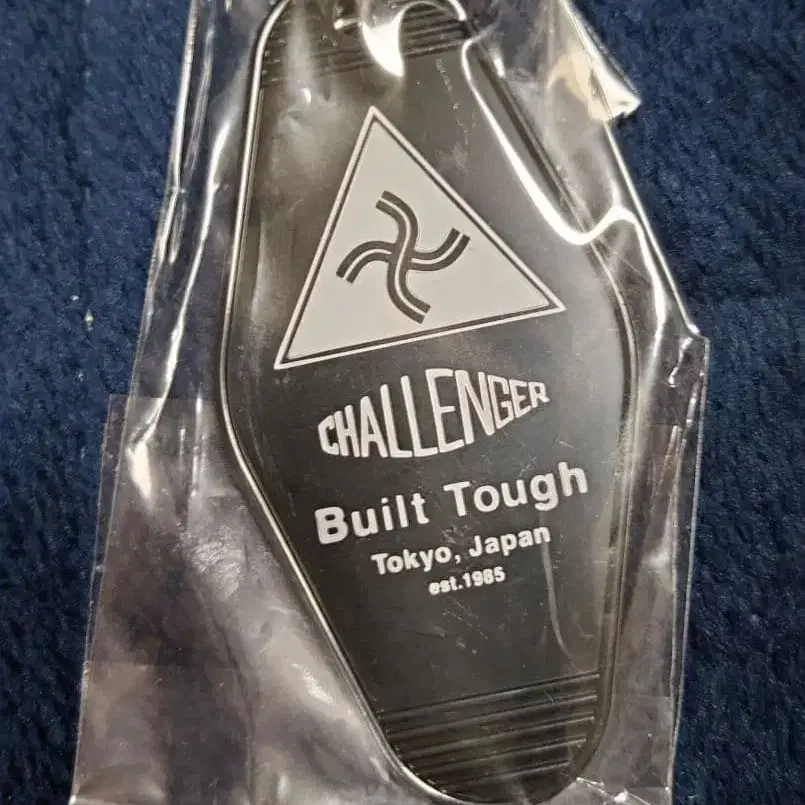 CHALLENGER
Built Tough
Tokyo, Japan
est.1985